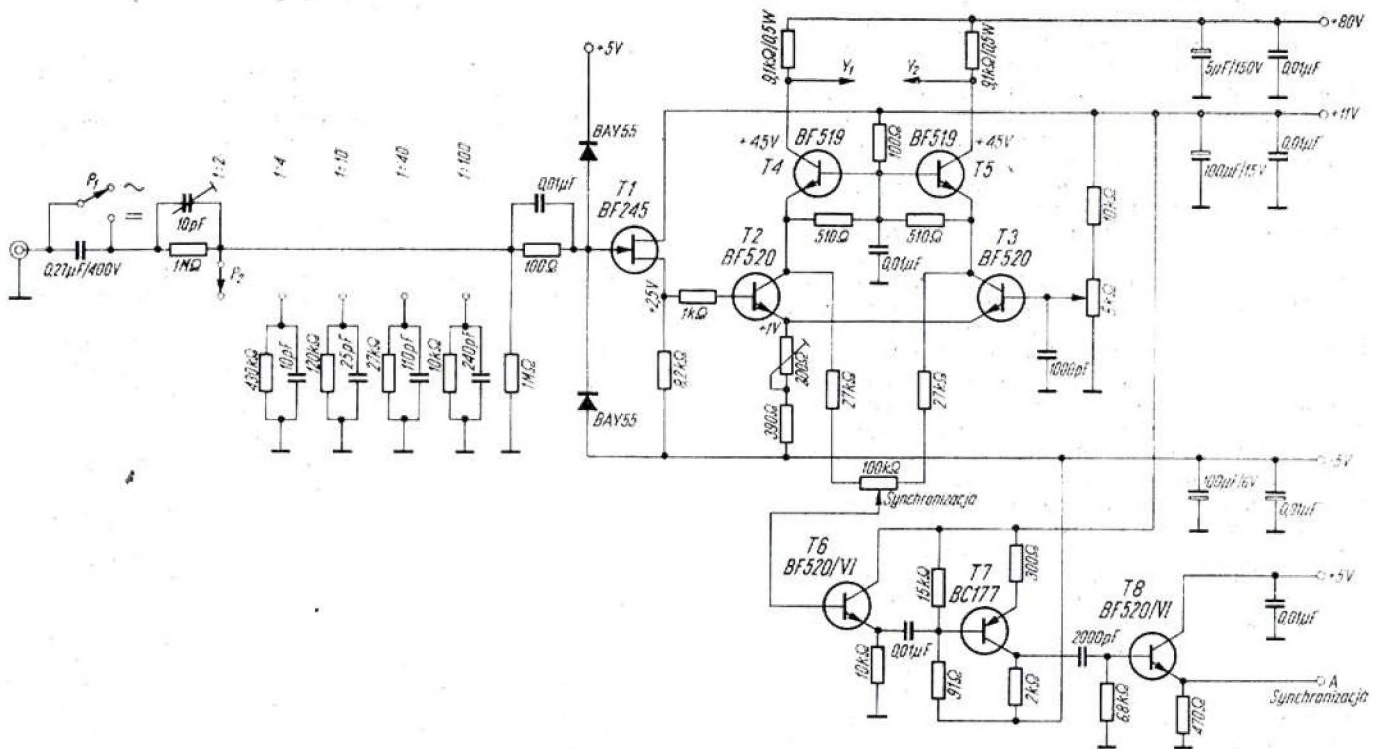 +80V
9,1kΩ/0,5W
9,1kΩ/0,5W
5µF/150V
0,01µF
Y1
Y2
+5V
+11V
BAY55
1:2
1:4
1:10
1:40
1:100
BF519
+45V
T4
100Ω
BF519
+45V
T5
100µF/15V
0,01µF
P1
~
=
10pF
0,01µF
T1
BF245
10kΩ
0,27µF/400V
1MΩ
P2
100Ω
510Ω
510Ω
T2
BF520
0,01µF
T3
BF520
+2,5V
1kΩ
+1V
5kΩ
1000pF
430kΩ
10pF
120kΩ
25pF
27kΩ
110pF
10kΩ
240pF
1MΩ
8,2kΩ
200Ω
27kΩ
27kΩ
BAY55
390Ω
-5V
100kΩ
Synchronizacja
100µF/6V
0,01µF
T6
BF520/VI
15kΩ
T7
BC177
300Ω
T8
BF520/VI
+5V
0,01µF
0,01µF
2000pF
10kΩ
91Ω
2kΩ
6,8kΩ
470Ω
A
Synchronizacja